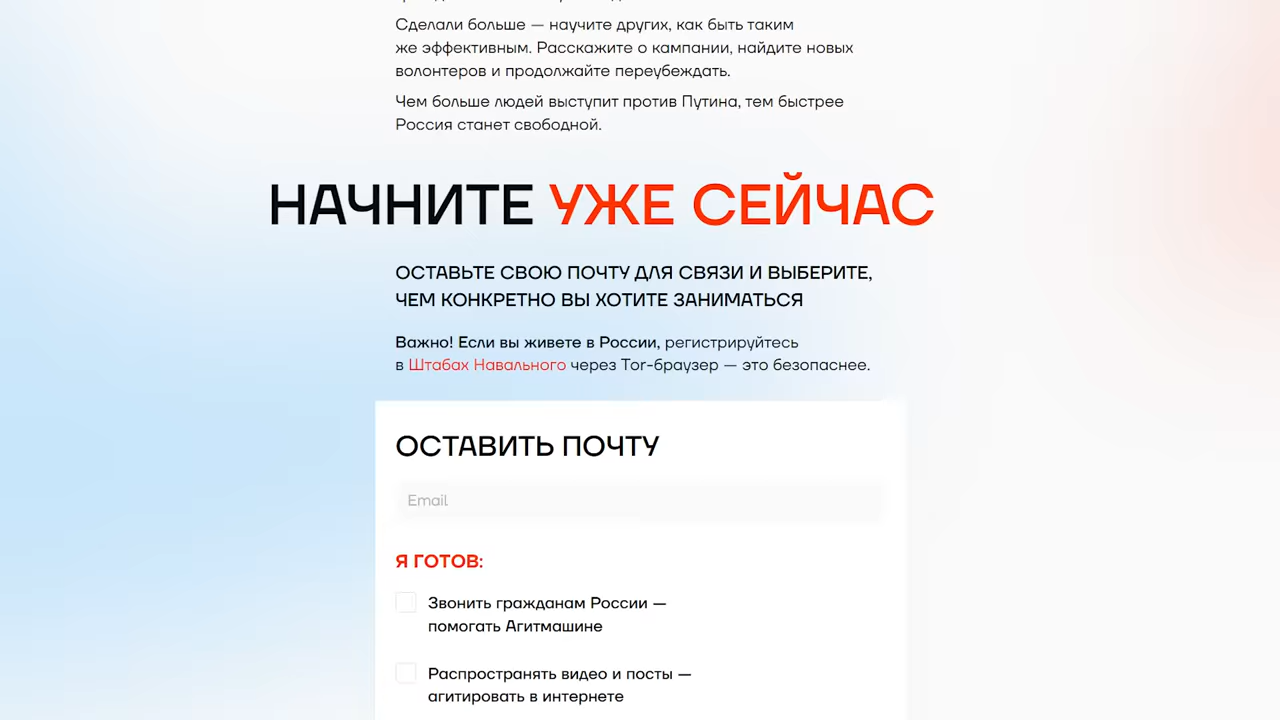 Сделали больше — научите других, как быть таким
же эффективным. Расскажите о кампании, найдите новых
волонтеров и продолжайте переубеждать.
Чем больше людей выступит против Путина, тем быстрее
Россия станет свободной.
НАЧНИТЕ УЖЕ СЕЙЧАС
ОСТАВЬТЕ СВОЮ ПОЧТУ ДЛЯ СВЯЗИ И ВЫБЕРИТЕ,
ЧЕМ КОНКРЕТНО ВЫ ХОТИТЕ ЗАНИМАТЬСЯ
Важно! Если вы живете в России, регистрируйтесь
в Штабах Навального через Tor-браузер — это безопаснее.
ОСТАВИТЬ ПОЧТУ
Email
Я ГОТОВ:
Звонить гражданам России —
помогать Агитмашине
Распространять видео и посты —
агитировать в интернете